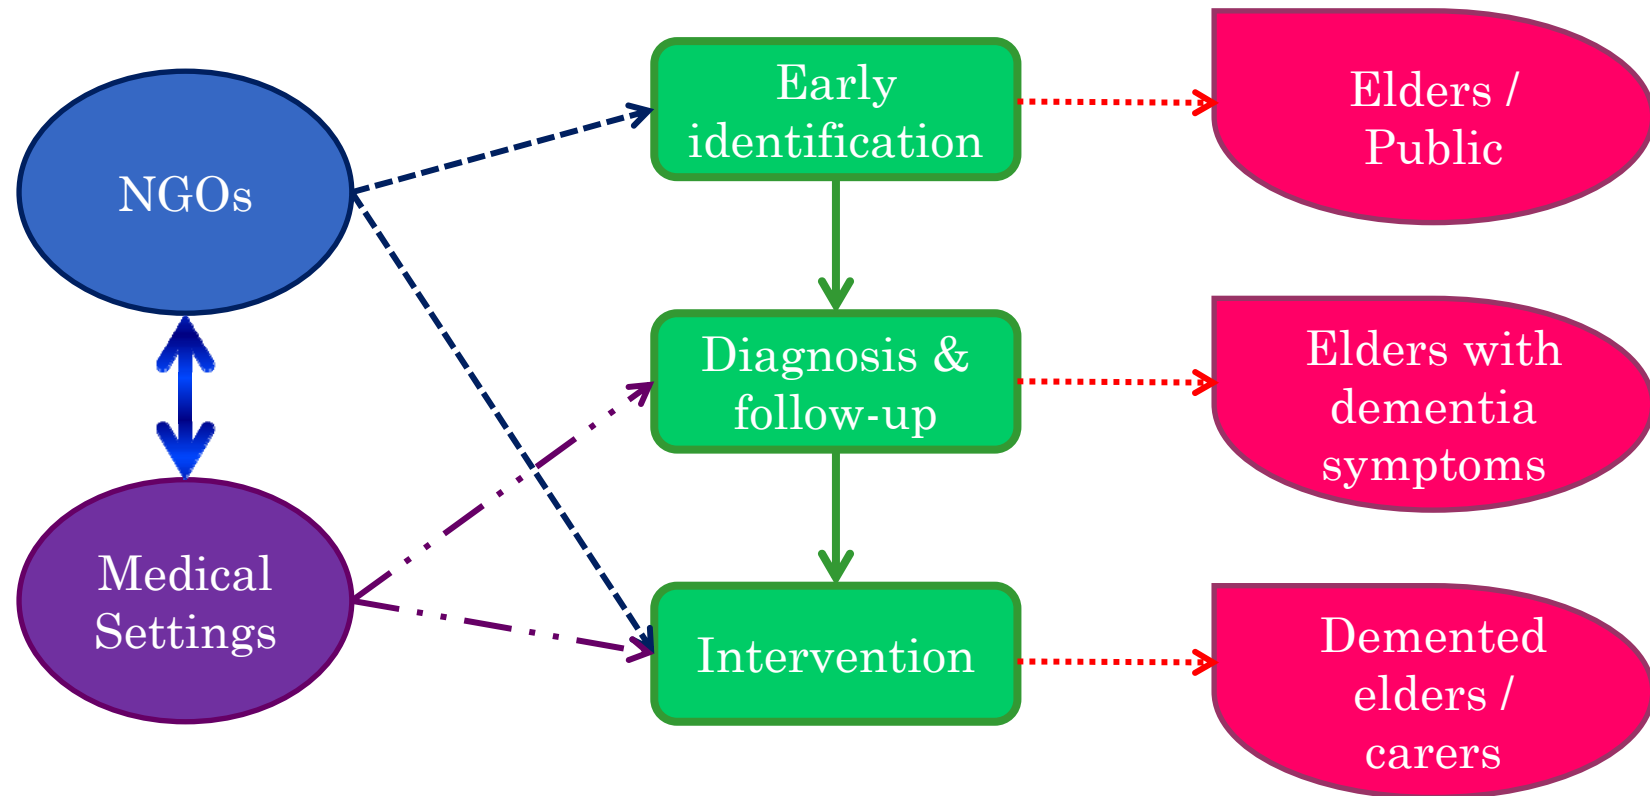 NGOs
Medical
Settings
Early
identification
Diagnosis &
follow-up
Intervention
Elders /
Public
Elders with
dementia
symptoms
Demented
elders /
carers